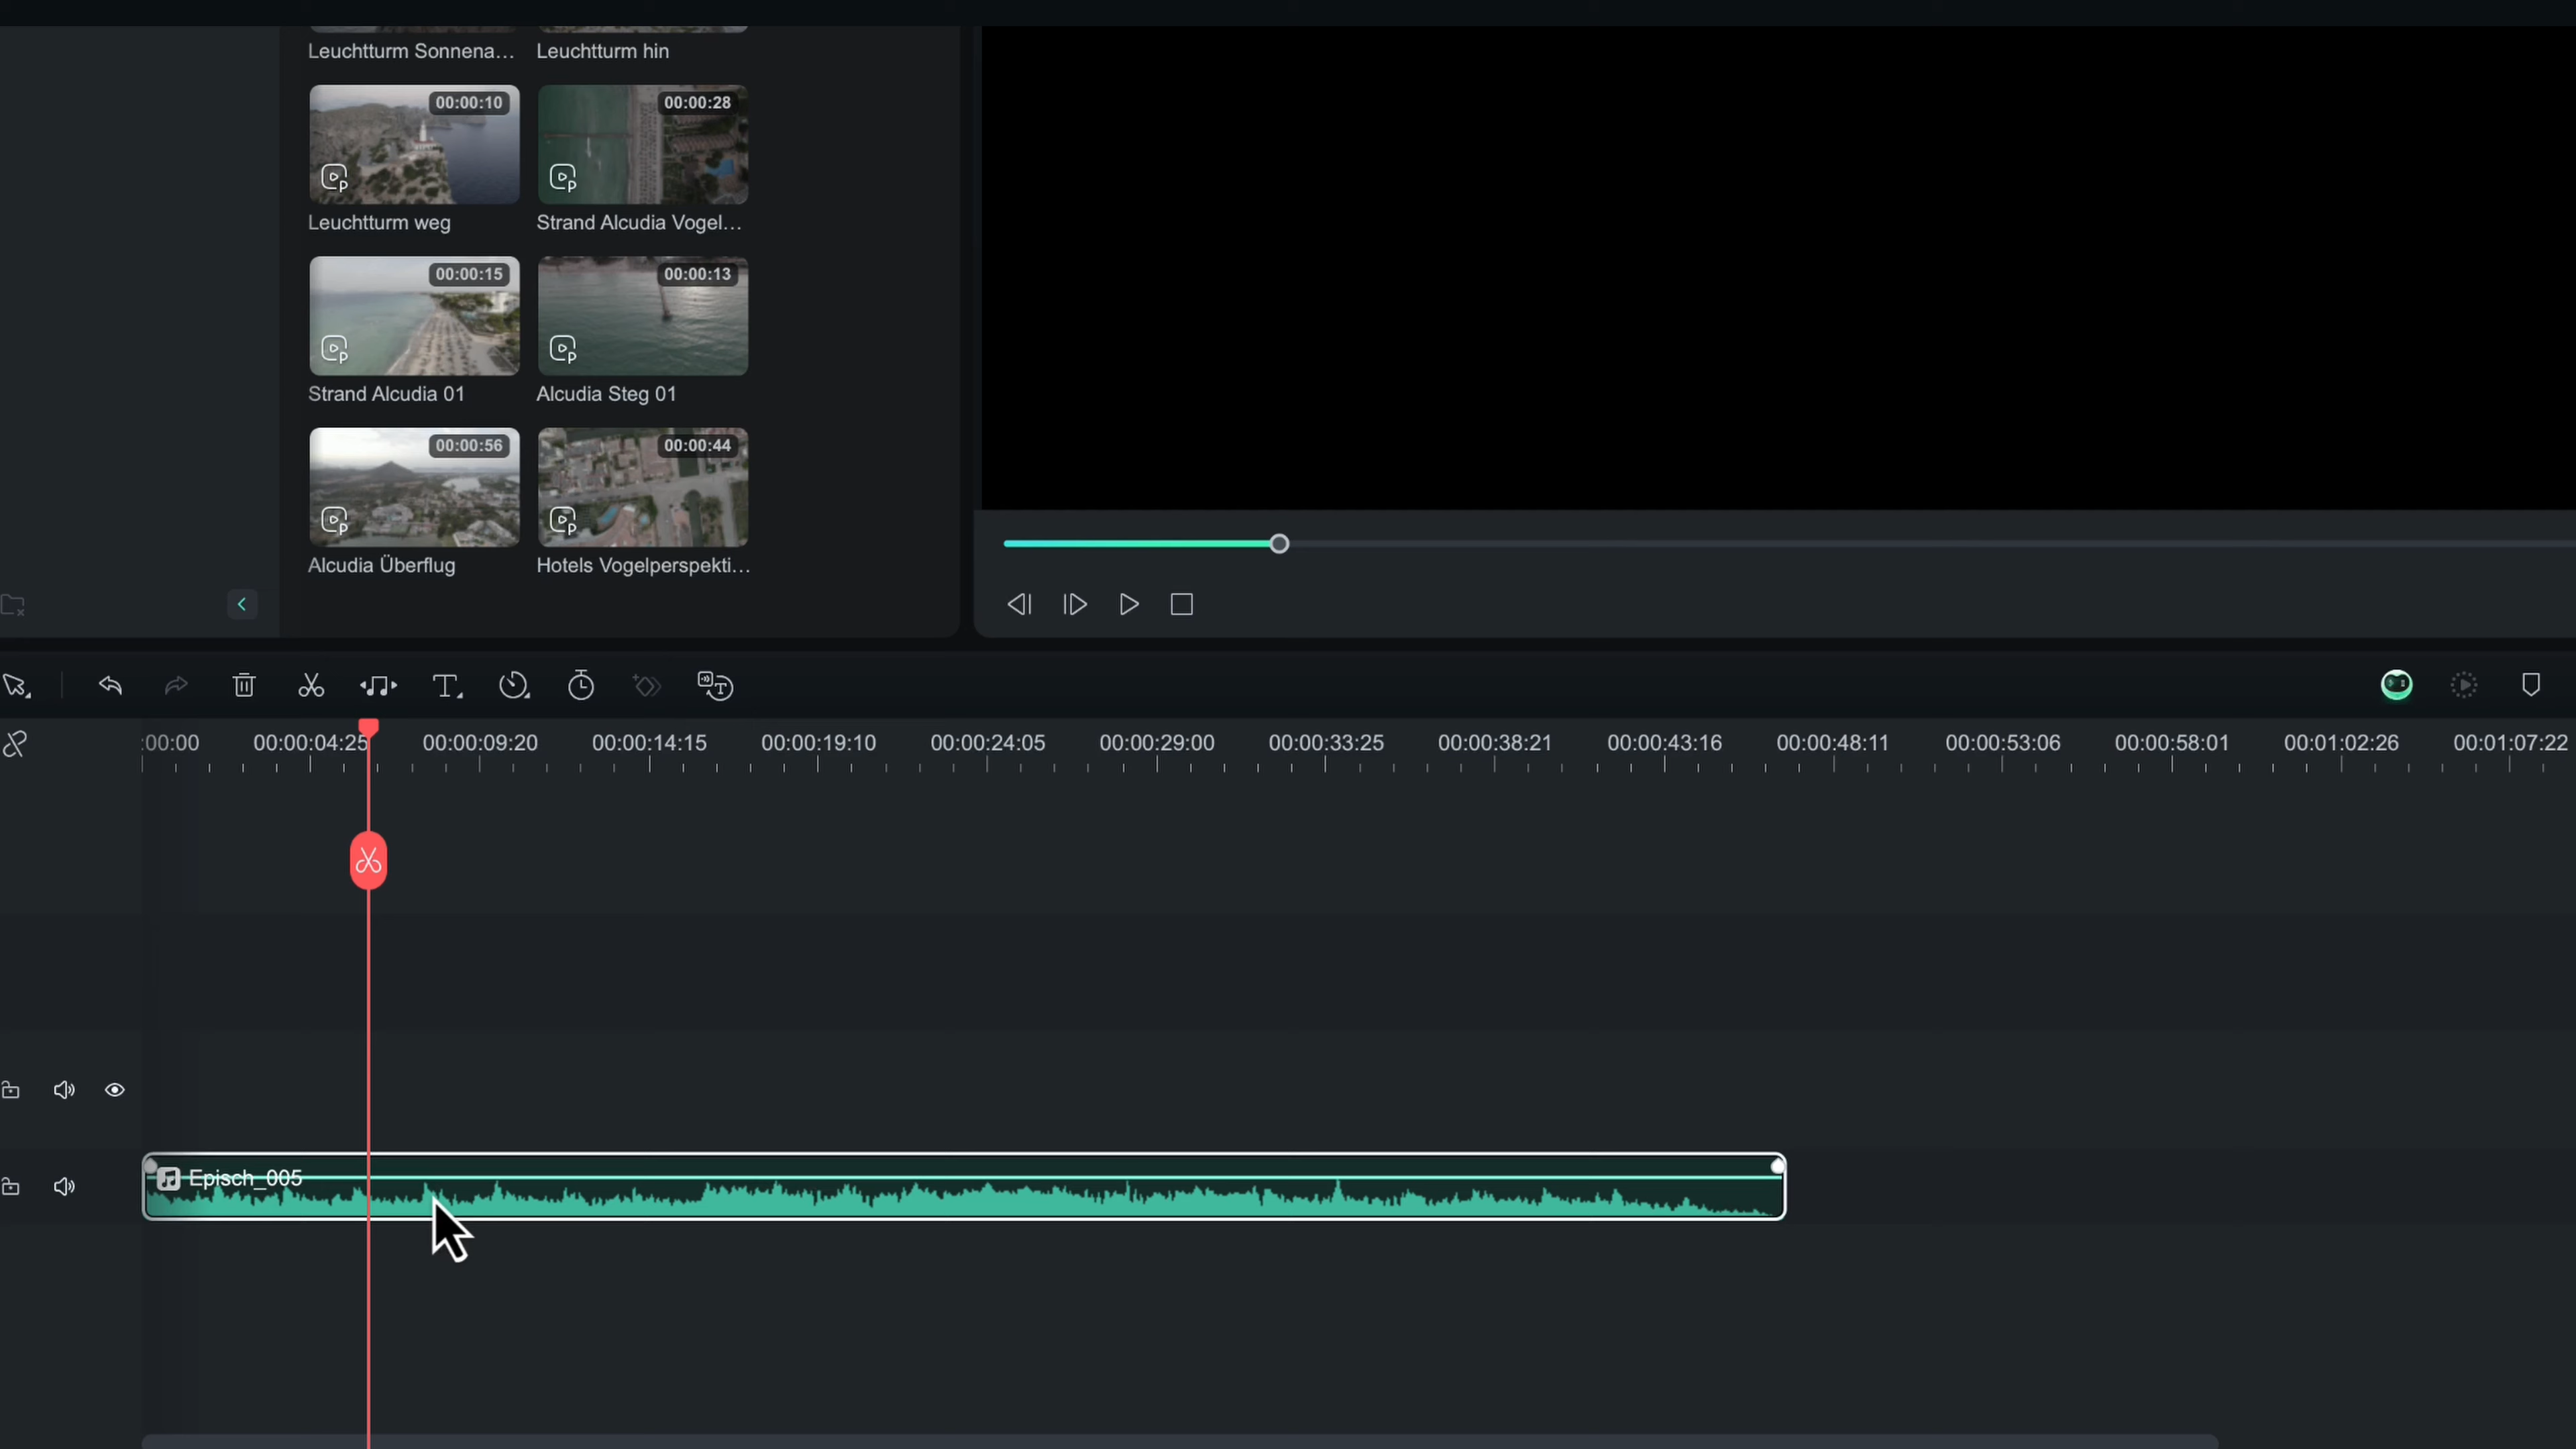 Leuchtturm Sonnena...
Leuchtturm hin
00:00:10
00:00:28
Leuchtturm weg
Strand Alcudia Vogel...
00:00:15
00:00:13
Strand Alcudia 01
Alcudia Steg 01
00:00:56
00:00:44
Alcudia Überflug
Hotels Vogelperspekti...
:00:00 00:00:04:25 00:00:09:20 00:00:14:15 00:00:19:10 00:00:24:05 00:00:29:00 00:00:33:25 00:00:38:21 00:00:43:16 00:00:48:11 00:00:53:06 00:00:58:01 00:01:02:26 00:01:07:22
Episch_005